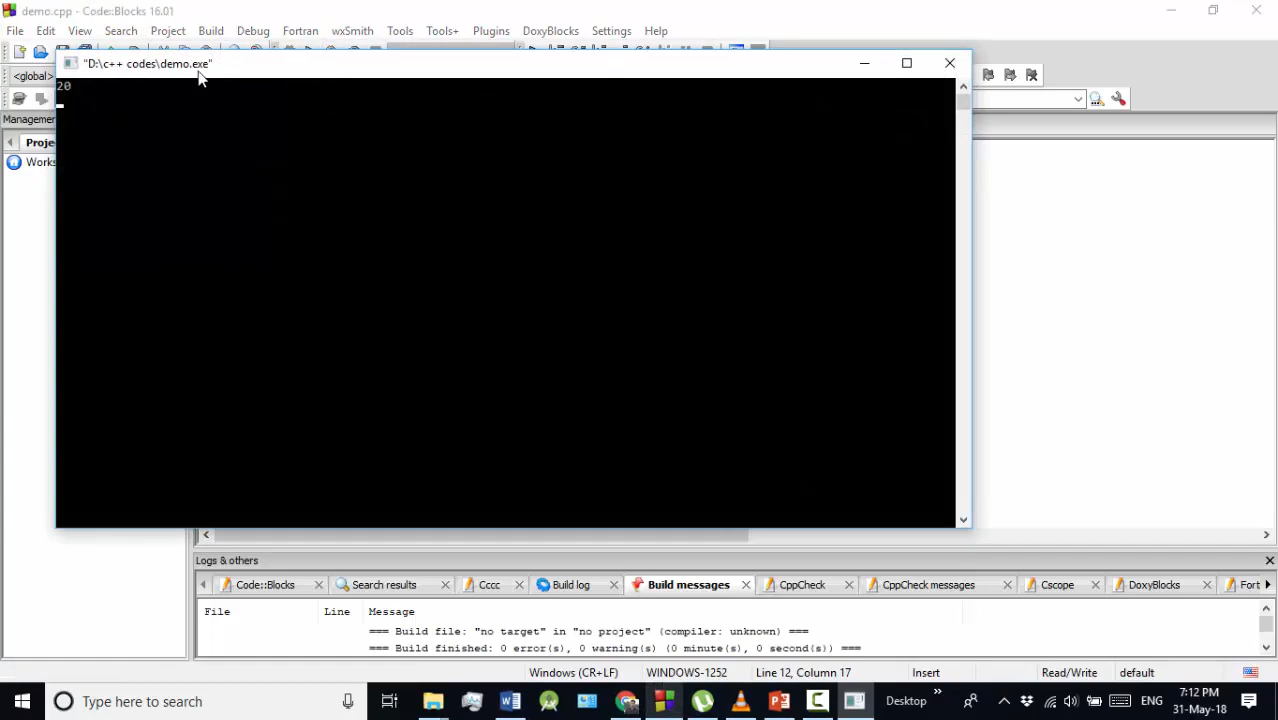 demo.cpp - Code::Blocks 16.01
File Edit View Search Project Build Debug Fortran wxSmith Tools Tools+ Plugins DoxyBlocks Settings Help
"D:\c++ codes\demo.exe"
<global>
20
Management
Works
Logs & others
Code::Blocks Search results Cccc Build log Build messages CppCheck CppCheck messages Cscope DoxyBlocks Fort
File Line Message
=== Build file: "no target" in "no project" (compiler: unknown) ===
=== Build finished: 0 error(s), 0 warning(s) (0 minute(s), 0 second(s)) ===
Windows (CR+LF) WINDOWS-1252 Line 12, Column 17 Insert Read/Write default
Type here to search
Desktop
ENG
7:12 PM
31-May-18